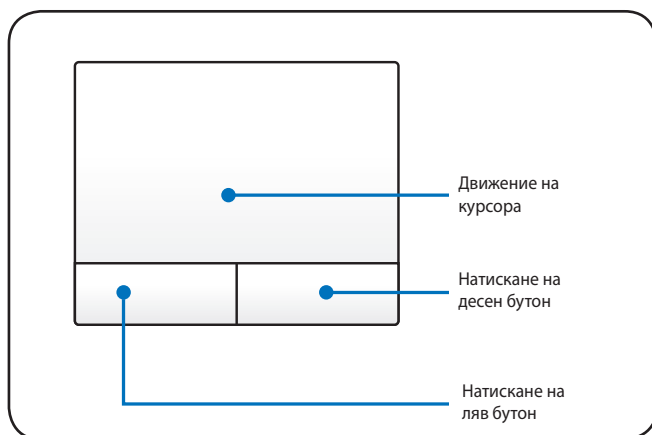 Движение на
курсора
Натискане на
десен бутон
Натискане на
ляв бутон